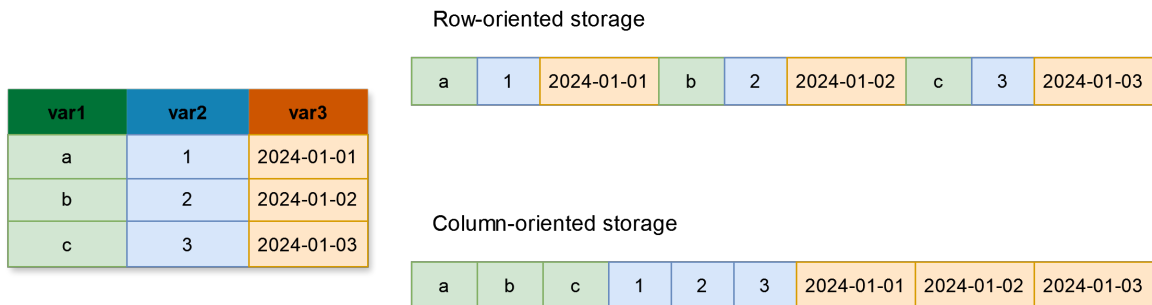 Row-oriented storage
a 1 2024-01-01 b 2 2024-01-02 c 3 2024-01-03
var1 var2 var3
a 1 2024-01-01
b 2 2024-01-02
c 3 2024-01-03
Column-oriented storage
a b c 1 2 3 2024-01-01 2024-01-02 2024-01-03